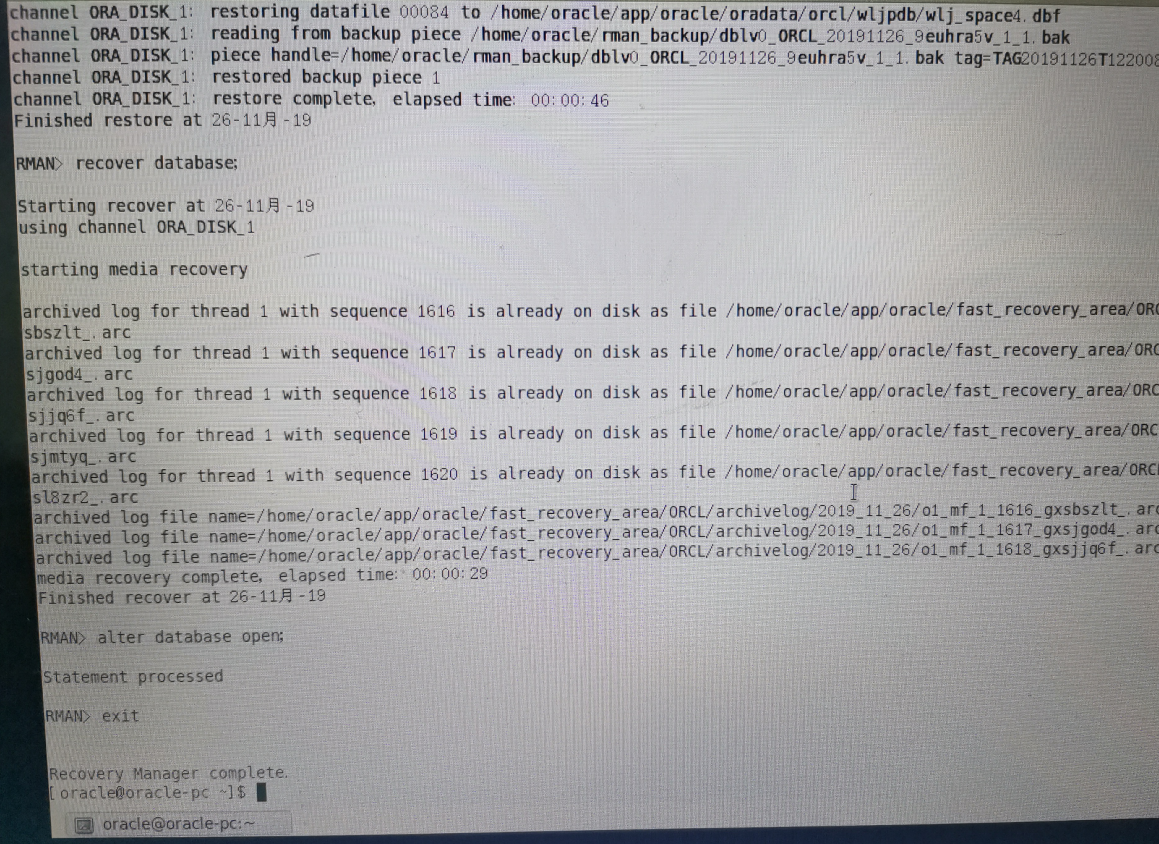 channel ORA_DISK_1: restoring datafile 00084 to /home/oracle/app/oracle/oradata/orcl/wljpdb/wlj_space4.dbf
channel ORA_DISK_1: reading from backup piece /home/oracle/rman_backup/dblv0_ORCL_20191126_9euhra5v_1_1.bak
channel ORA_DISK_1: piece handle=/home/oracle/rman_backup/dblv0_ORCL_20191126_9euhra5v_1_1.bak tag=TAG20191126T122008
channel ORA_DISK_1: restored backup piece 1
channel ORA_DISK_1: restore complete, elapsed time: 00:00:46
Finished restore at 26-11月-19
RMAN> recover database;
Starting recover at 26-11月-19
using channel ORA_DISK_1
starting media recovery
archived log for thread 1 with sequence 1616 is already on disk as file /home/oracle/app/oracle/fast_recovery_area/ORC
sbszlt_.arc
archived log for thread 1 with sequence 1617 is already on disk as file /home/oracle/app/oracle/fast_recovery_area/ORC
sjgod4_.arc
archived log for thread 1 with sequence 1618 is already on disk as file /home/oracle/app/oracle/fast_recovery_area/ORC
sjjq6f_.arc
archived log for thread 1 with sequence 1619 is already on disk as file /home/oracle/app/oracle/fast_recovery_area/ORC
sjmtyq_.arc
archived log for thread 1 with sequence 1620 is already on disk as file /home/oracle/app/oracle/fast_recovery_area/ORCL
sl8zr2_.arc
archived log file name=/home/oracle/app/oracle/fast_recovery_area/ORCL/archivelog/2019_11_26/o1_mf_1_1616_gxsbszlt_.arc
archived log file name=/home/oracle/app/oracle/fast_recovery_area/ORCL/archivelog/2019_11_26/o1_mf_1_1617_gxsjgod4_.arc
archived log file name=/home/oracle/app/oracle/fast_recovery_area/ORCL/archivelog/2019_11_26/o1_mf_1_1618_gxsjjq6f_.arc
media recovery complete, elapsed time: 00:00:29
Finished recover at 26-11月-19
RMAN> alter database open;
Statement processed
RMAN> exit
Recovery Manager complete.
[oracle@oracle-pc ~]$
oracle@oracle-pc:~